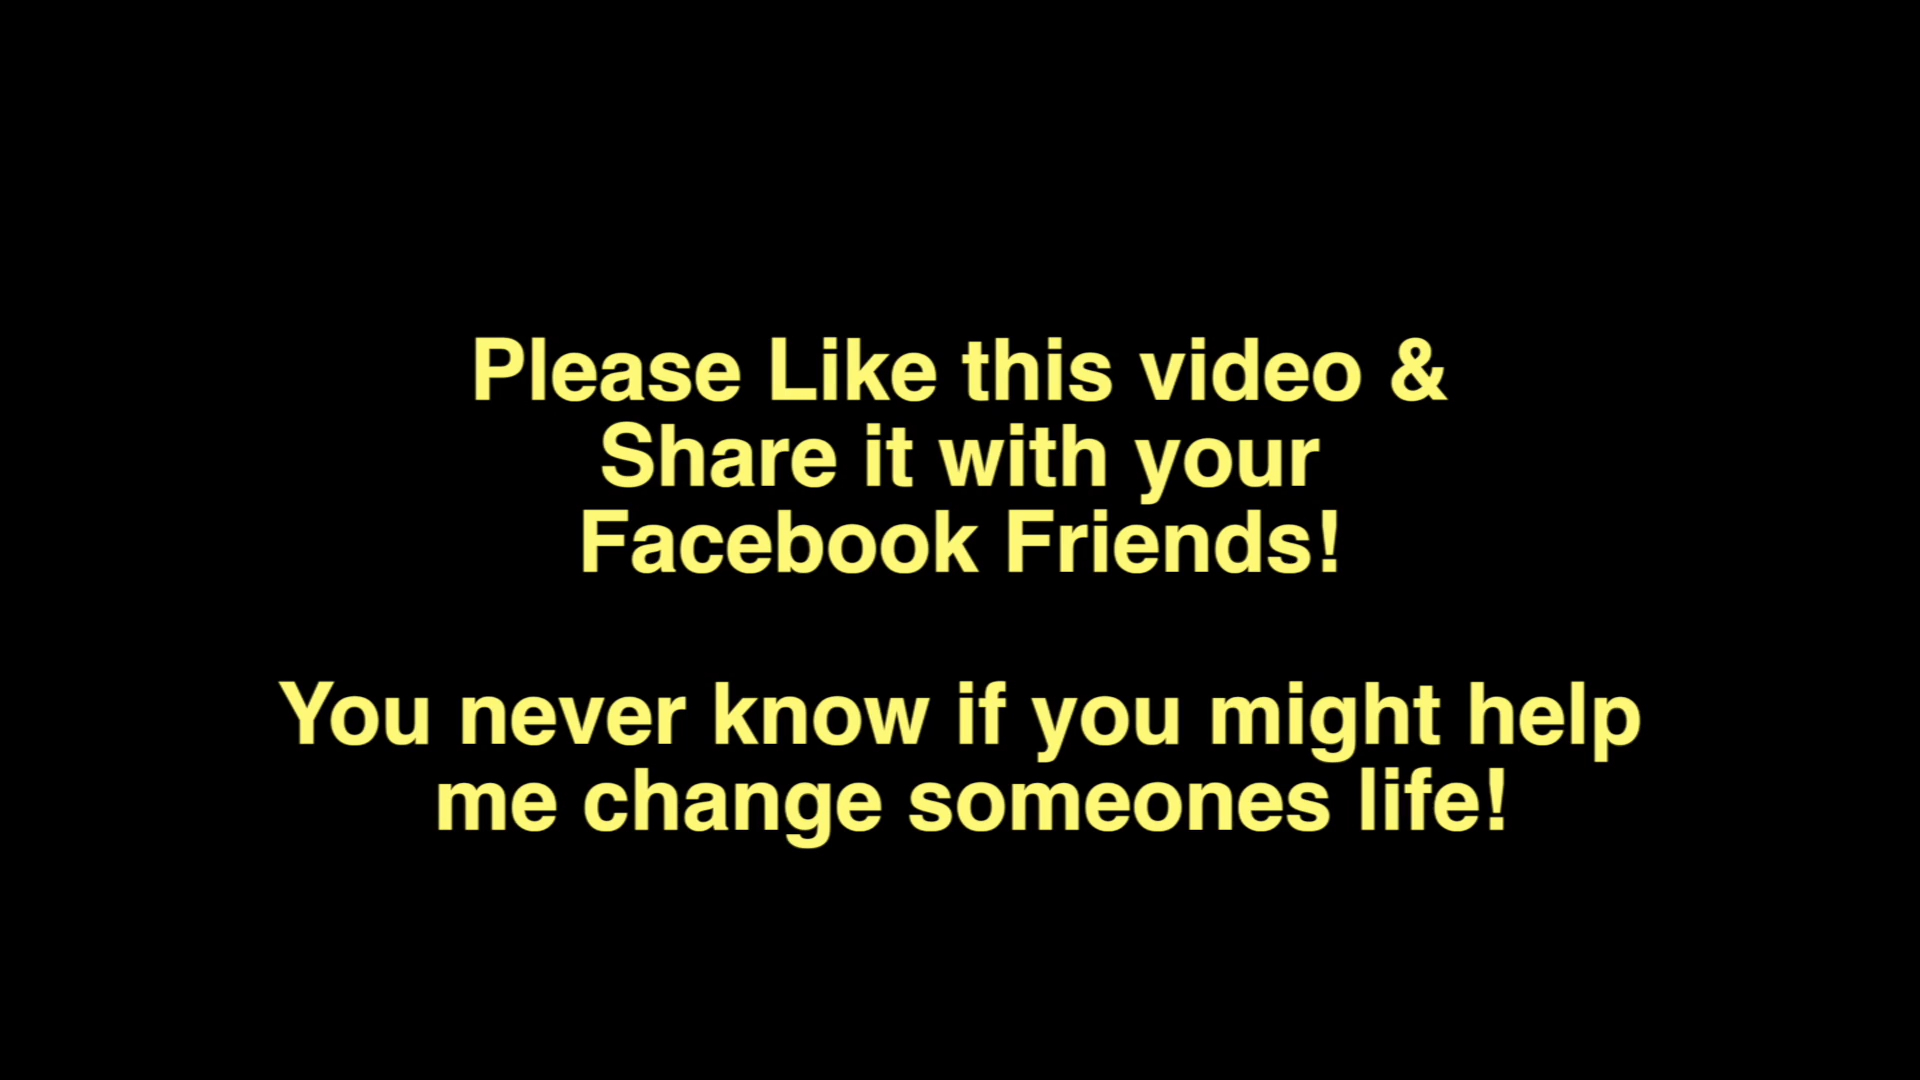 Please Like this video &
Share it with your
Facebook Friends!
You never know if you might help
me change someones life!